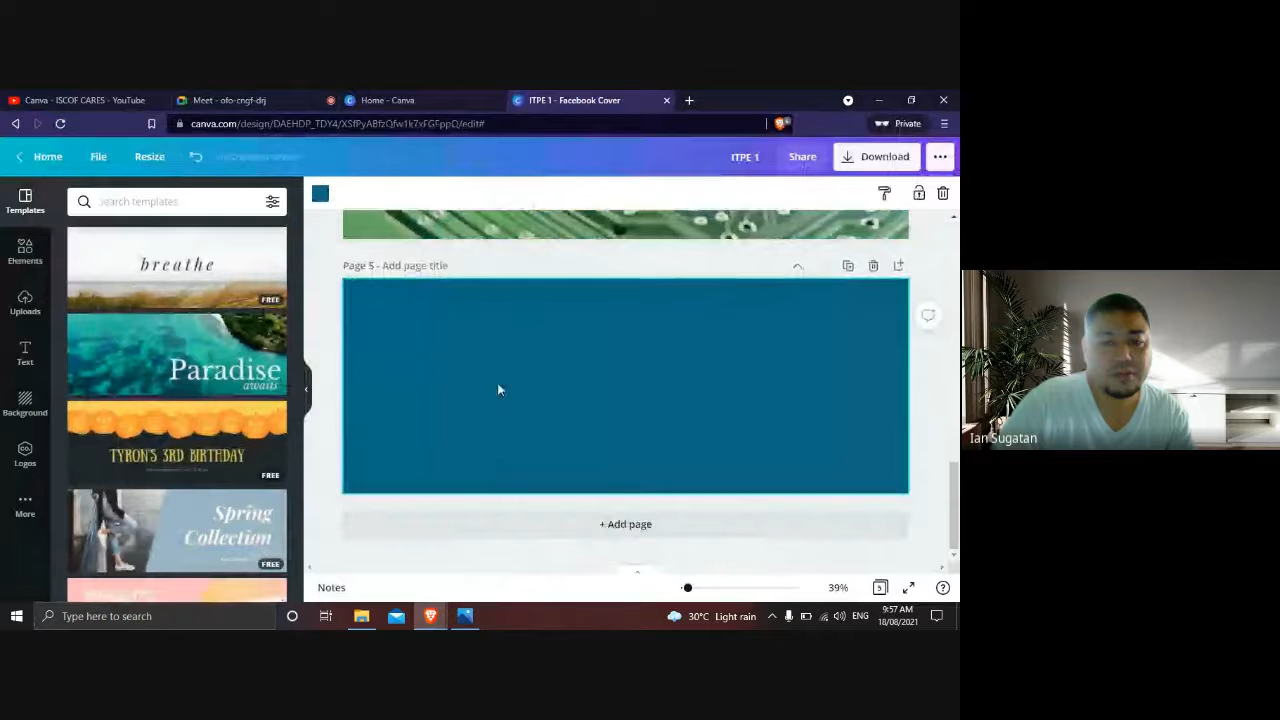 Canva - ISCOF CARES - YouTube
Meet - ofo-cngf-drj
Home - Canva
ITPE 1 - Facebook Cover
Private
Home
File
Resize
ITPE 1
Share
Download
Templates
Search templates
Elements
Uploads
Text
Background
Logos
More
breathe
FREE
Paradise
awaits
TYRON'S 3RD BIRTHDAY
FREE
Spring
Collection
FREE
Page 5 - Add page title
+ Add page
Notes
39%
5
Ian Sugatan
Type here to search
30°C Light rain
ENG
9:57 AM
18/08/2021